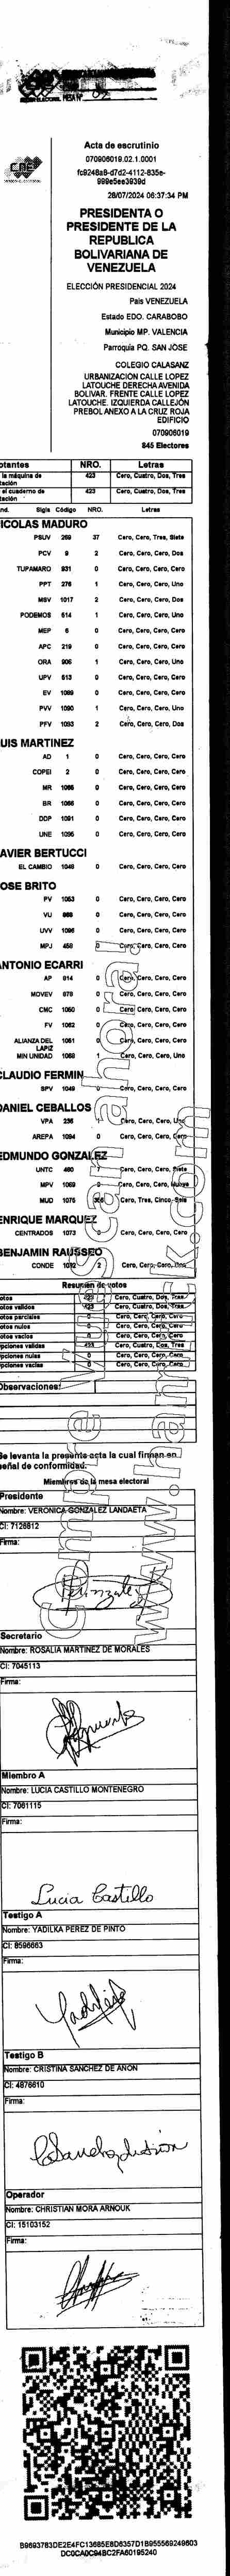 Acta de escrutinio
070906019.02.1.0001
fc9248a8-d7d2-4112-835e-
999e5ee3939d
28/07/2024 06:37:34 PM
PRESIDENTA O
PRESIDENTE DE LA
REPUBLICA
BOLIVARIANA DE
VENEZUELA
ELECCIÓN PRESIDENCIAL 2024
País VENEZUELA
Estado EDO. CARABOBO
Municipio MP. VALENCIA
Parroquia PQ. SAN JOSE
COLEGIO CALASANZ
URBANIZACION CALLE LOPEZ
LATOUCHE DERECHA AVENIDA
BOLIVAR. FRENTE CALLE LOPEZ
LATOUCHE. IZQUIERDA CALLEJÓN
PREBOL ANEXO A LA CRUZ ROJA
EDIFICIO
070906019
845 Electores
otantes NRO. Letras
la máquina de
tación 423 Cero, Cuatro, Dos, Tres
el cuaderno de
tación 423 Cero, Cuatro, Dos, Tres
nd. Sigla Código NRO. Letras
ICOLAS MADURO
PSUV 269 37 Cero, Cero, Tres, Siete
PCV 9 2 Cero, Cero, Cero, Dos
TUPAMARO 931 0 Cero, Cero, Cero, Cero
PPT 276 1 Cero, Cero, Cero, Uno
MSV 1017 2 Cero, Cero, Cero, Dos
PODEMOS 614 1 Cero, Cero, Cero, Uno
MEP 6 0 Cero, Cero, Cero, Cero
APC 219 0 Cero, Cero, Cero, Cero
ORA 906 1 Cero, Cero, Cero, Uno
UPV 513 0 Cero, Cero, Cero, Cero
EV 1089 0 Cero, Cero, Cero, Cero
PVV 1090 1 Cero, Cero, Cero, Uno
PFV 1093 2 Cero, Cero, Cero, Dos
UIS MARTINEZ
AD 1 0 Cero, Cero, Cero, Cero
COPEI 2 0 Cero, Cero, Cero, Cero
MR 1065 0 Cero, Cero, Cero, Cero
BR 1066 0 Cero, Cero, Cero, Cero
DDP 1091 0 Cero, Cero, Cero, Cero
UNE 1095 0 Cero, Cero, Cero, Cero
AVIER BERTUCCI
EL CAMBIO 1048 0 Cero, Cero, Cero, Cero
OSE BRITO
PV 1053 0 Cero, Cero, Cero, Cero
VU 0 Cero, Cero, Cero, Cero
UVV 1096 0 Cero, Cero, Cero, Cero
MPJ 458 0 Cero, Cero, Cero, Cero
NTONIO ECARRI
AP 914 0 Cero, Cero, Cero, Cero
MOVEV 979 0 Cero, Cero, Cero, Cero
CMC 1050 0 Cero, Cero, Cero, Cero
FV 1062 0 Cero, Cero, Cero, Cero
ALIANZA DEL
LAPIZ 1061 0 Cero, Cero, Cero, Cero
MIN UNIDAD 1068 1 Cero, Cero, Cero, Uno
CLAUDIO FERMIN
SPV 1049 0 Cero, Cero, Cero, Cero
DANIEL CEBALLOS
VPA 236 1 Cero, Cero, Cero, Uno
AREPA 1094 0 Cero, Cero, Cero, Cero
EDMUNDO GONZALEZ
UNTC 480 7 Cero, Cero, Cero, Siete
MPV 1069 9 Cero, Cero, Cero, Nueve
MUD 1075 Cero, Tres, Cinco, Seis
ENRIQUE MARQUEZ
CENTRADOS 1073 0 Cero, Cero, Cero, Cero
BENJAMIN RAUSSEO
CONDE 1072 2 Cero, Cero, Cero, Dos
Resumen de votos
otos 423 Cero, Cuatro, Dos, Tres
otos validos 423 Cero, Cuatro, Dos, Tres
otos parciales 0 Cero, Cero, Cero, Cero
otos nulos 0 Cero, Cero, Cero, Cero
otos vacios 0 Cero, Cero, Cero, Cero
pciones validas 423 Cero, Cuatro, Dos, Tres
pciones nulas 0 Cero, Cero, Cero, Cero
pciones vacias 0 Cero, Cero, Cero, Cero
Observaciones:
Se levanta la presente acta la cual firman en
señal de conformidad.
Miembros de la mesa electoral
Presidente
Nombre: VERONICA GONZALEZ LANDAETA
CI: 7126812
Firma:
Secretario
Nombre: ROSALIA MARTINEZ DE MORALES
CI: 7045113
Firma:
Miembro A
Nombre: LUCIA CASTILLO MONTENEGRO
CI: 7061115
Firma:
Lucia Castillo
Testigo A
Nombre: YADILKA PEREZ DE PINTO
CI: 8596663
Firma:
Testigo B
Nombre: CRISTINA SANCHEZ DE AÑON
CI: 4876610
Firma:
Operador
Nombre: CHRISTIAN MORA ARNOUK
CI: 15103152
Firma:
B9693783DE2E4FC13685E8D6357D1B955569249603
DC0CA0C94BC2FA60195240